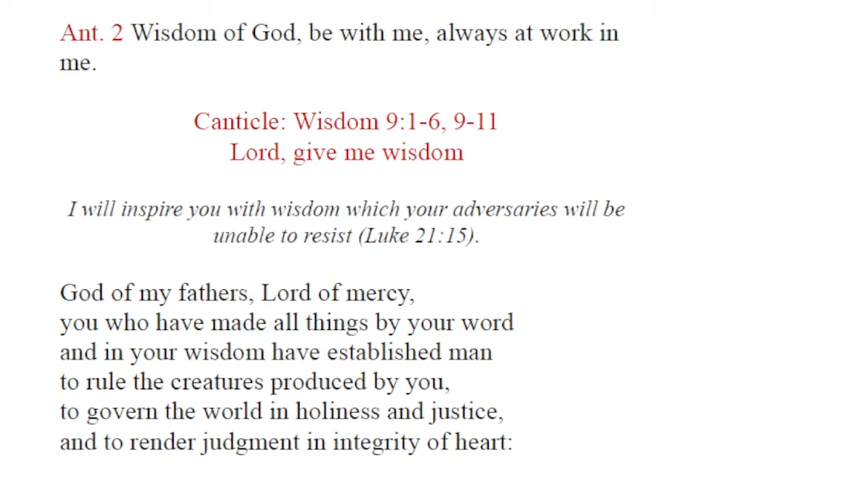 Ant. 2 Wisdom of God, be with me, always at work in
me.
Canticle: Wisdom 9:1-6, 9-11
Lord, give me wisdom
I will inspire you with wisdom which your adversaries will be
unable to resist (Luke 21:15).
God of my fathers, Lord of mercy,
you who have made all things by your word
and in your wisdom have established man
to rule the creatures produced by you,
to govern the world in holiness and justice,
and to render judgment in integrity of heart: